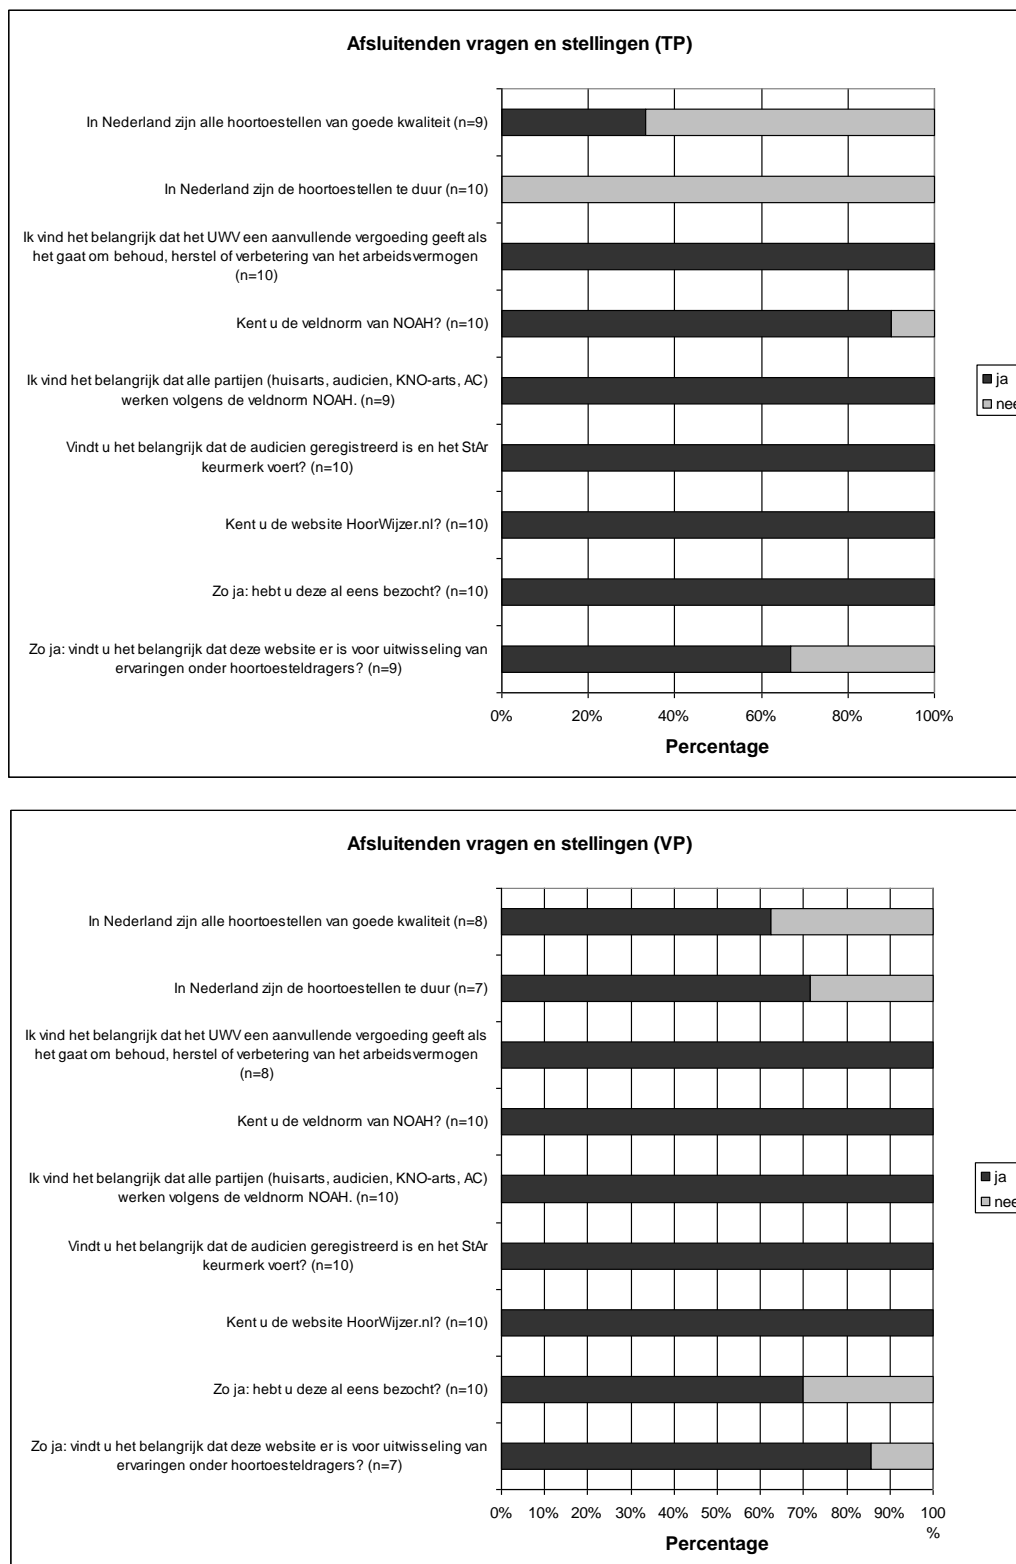 Afsluitenden vragen en stellingen (TP)
In Nederland zijn alle hoortoestellen van goede kwaliteit (n=9)
In Nederland zijn de hoortoestellen te duur (n=10)
Ik vind het belangrijk dat het UWV een aanvullende vergoeding geeft als
het gaat om behoud, herstel of verbetering van het arbeidsvermogen
(n=10)
Kent u de veldnorm van NOAH? (n=10)
Ik vind het belangrijk dat alle partijen (huisarts, audicien, KNO-arts, AC)
werken volgens de veldnorm NOAH. (n=9)
Vindt u het belangrijk dat de audicien geregistreerd is en het StAr
keurmerk voert? (n=10)
Kent u de website HoorWijzer.nl? (n=10)
Zo ja: hebt u deze al eens bezocht? (n=10)
Zo ja: vindt u het belangrijk dat deze website er is voor uitwisseling van
ervaringen onder hoortoesteldragers? (n=9)
0% 20% 40% 60% 80% 100%
Percentage
ja
nee
Afsluitenden vragen en stellingen (VP)
In Nederland zijn alle hoortoestellen van goede kwaliteit (n=8)
In Nederland zijn de hoortoestellen te duur (n=7)
Ik vind het belangrijk dat het UWV een aanvullende vergoeding geeft als
het gaat om behoud, herstel of verbetering van het arbeidsvermogen
(n=8)
Kent u de veldnorm van NOAH? (n=10)
Ik vind het belangrijk dat alle partijen (huisarts, audicien, KNO-arts, AC)
werken volgens de veldnorm NOAH. (n=10)
Vindt u het belangrijk dat de audicien geregistreerd is en het StAr
keurmerk voert? (n=10)
Kent u de website HoorWijzer.nl? (n=10)
Zo ja: hebt u deze al eens bezocht? (n=10)
Zo ja: vindt u het belangrijk dat deze website er is voor uitwisseling van
ervaringen onder hoortoesteldragers? (n=7)
0% 10% 20% 30% 40% 50% 60% 70% 80% 90% 100
%
Percentage
ja
nee